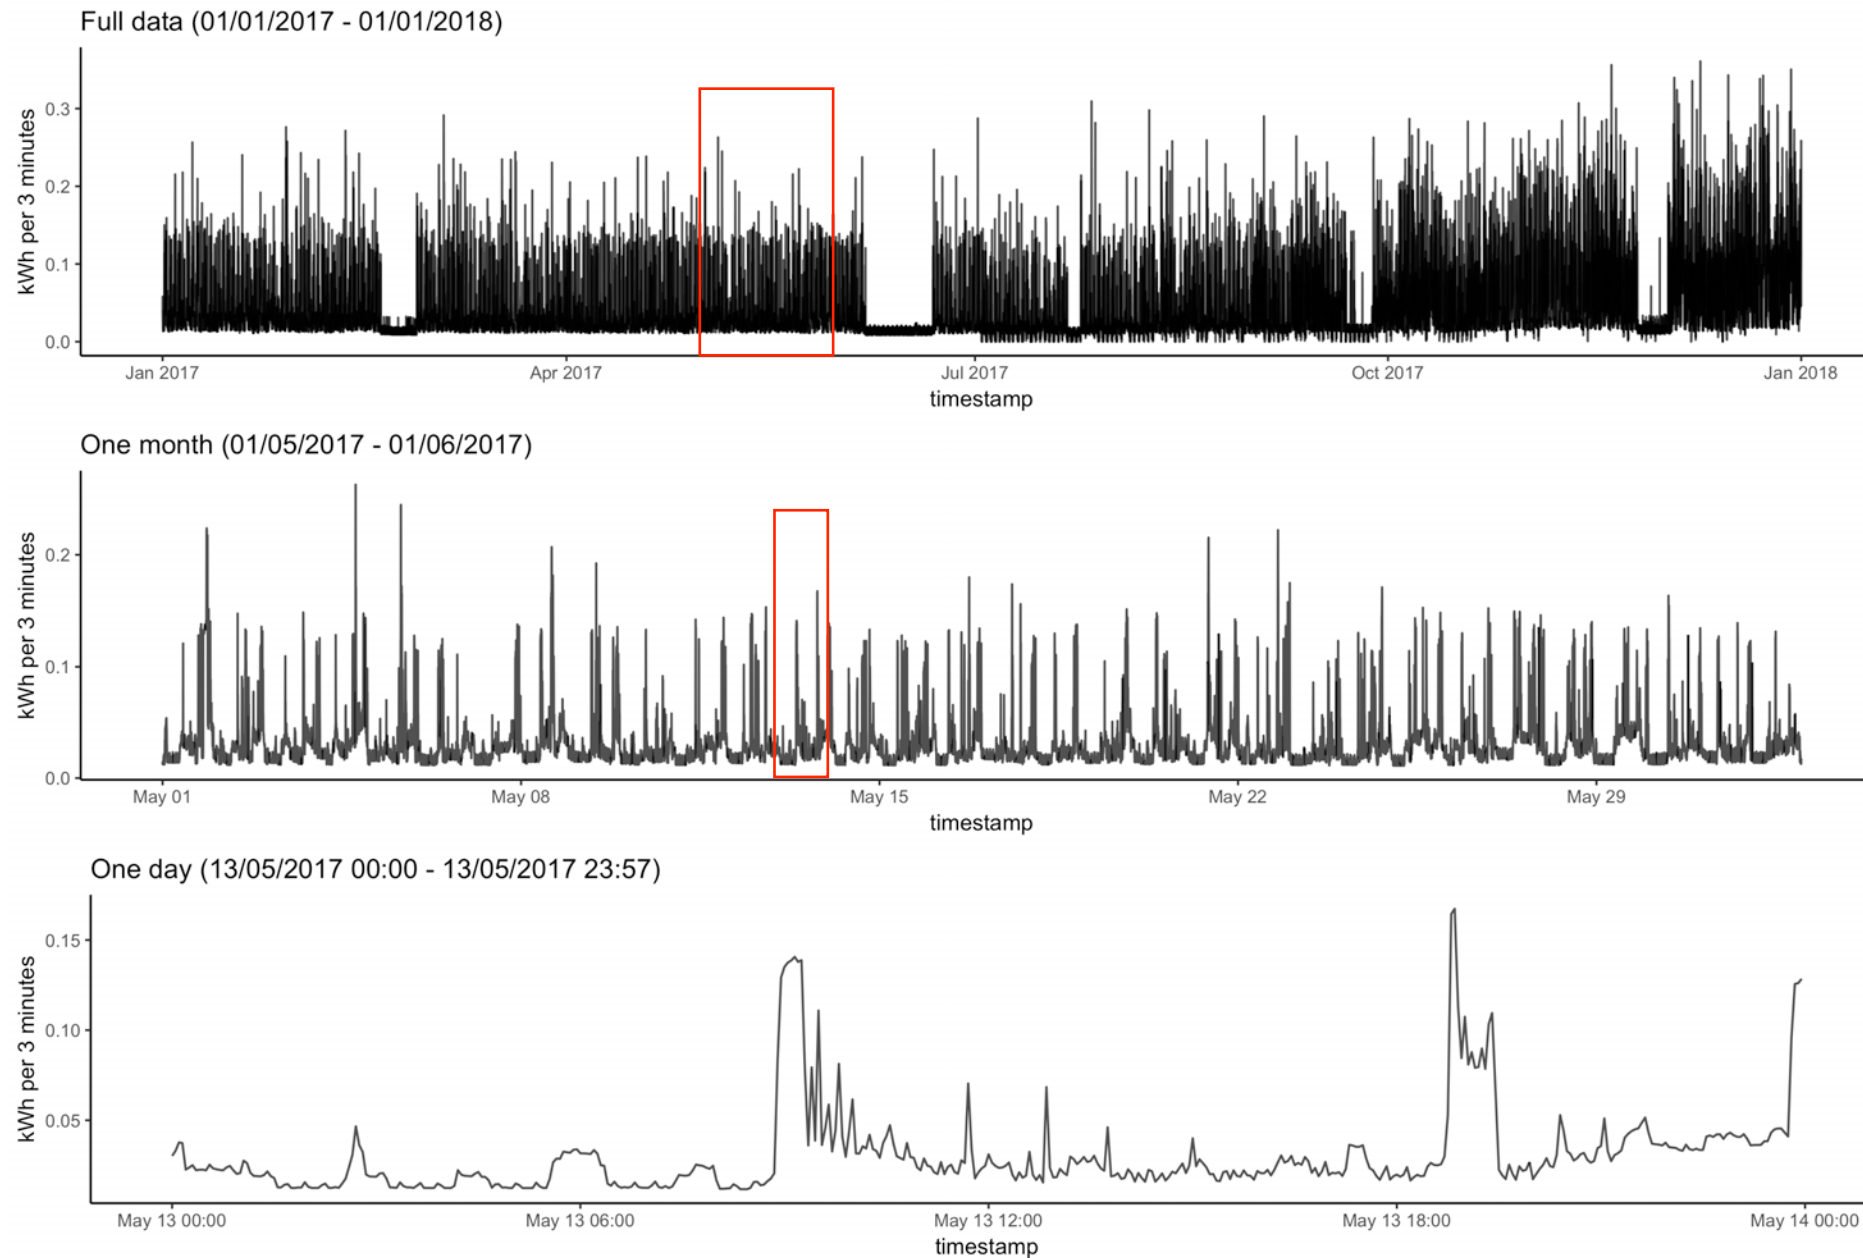 Full data (01/01/2017 - 01/01/2018)
kWh per 3 minutes
0.3
0.2
0.1
0.0
Jan 2017 Apr 2017 Jul 2017 Oct 2017 Jan 2018
timestamp
One month (01/05/2017 - 01/06/2017)
kWh per 3 minutes
0.2
0.1
0.0
May 01 May 08 May 15 May 22 May 29
timestamp
One day (13/05/2017 00:00 - 13/05/2017 23:57)
kWh per 3 minutes
0.15
0.10
0.05
May 13 00:00 May 13 06:00 May 13 12:00 May 13 18:00 May 14 00:00
timestamp